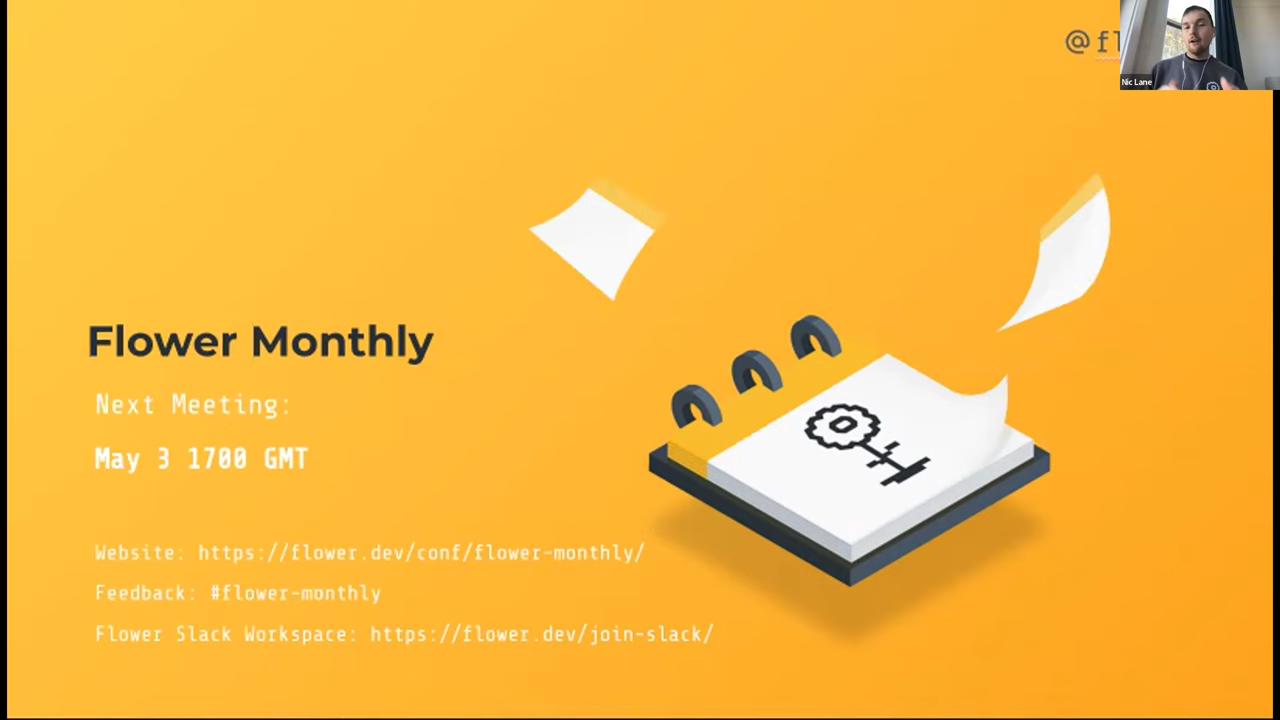 @fl
Nic Lane
Flower Monthly
Next Meeting:
May 3 1700 GMT
Website: https://flower.dev/conf/flower-monthly/
Feedback: #flower-monthly
Flower Slack Workspace: https://flower.dev/join-slack/